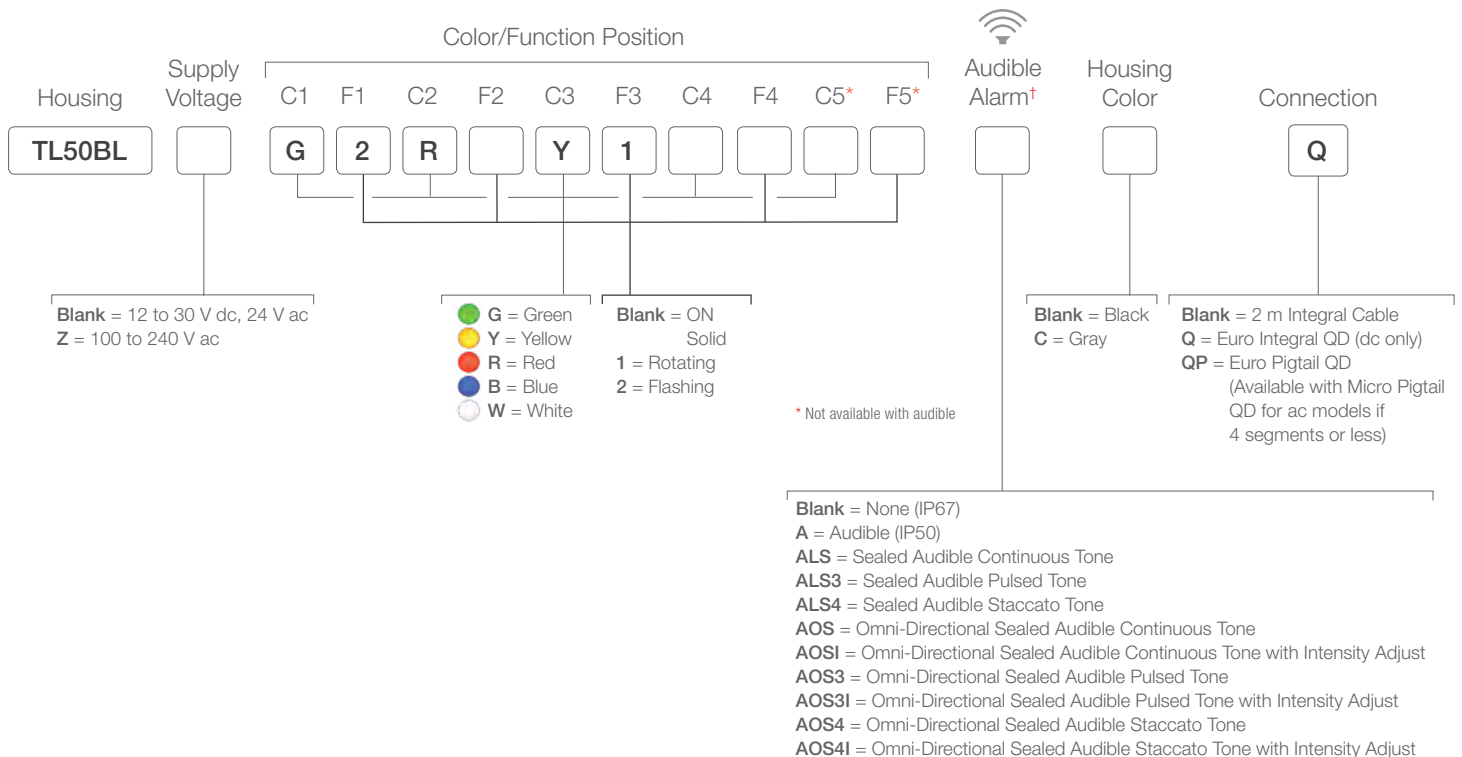 Color/Function Position
Housing
Supply
Voltage
C1 F1 C2 F2 C3 F3 C4 F4 C5* F5*
Audible
Alarm†
Housing
Color
Connection
TL50BL G 2 R Y 1 Q
Blank = 12 to 30 V dc, 24 V ac
Z = 100 to 240 V ac
G = Green
Y = Yellow
R = Red
B = Blue
W = White
Blank = ON
Solid
1 = Rotating
2 = Flashing
* Not available with audible
Blank = Black
C = Gray
Blank = 2 m Integral Cable
Q = Euro Integral QD (dc only)
QP = Euro Pigtail QD
(Available with Micro Pigtail
QD for ac models if
4 segments or less)
Blank = None (IP67)
A = Audible (IP50)
ALS = Sealed Audible Continuous Tone
ALS3 = Sealed Audible Pulsed Tone
ALS4 = Sealed Audible Staccato Tone
AOS = Omni-Directional Sealed Audible Continuous Tone
AOSI = Omni-Directional Sealed Audible Continuous Tone with Intensity Adjust
AOS3 = Omni-Directional Sealed Audible Pulsed Tone
AOS3I = Omni-Directional Sealed Audible Pulsed Tone with Intensity Adjust
AOS4 = Omni-Directional Sealed Audible Staccato Tone
AOS4I = Omni-Directional Sealed Audible Staccato Tone with Intensity Adjust